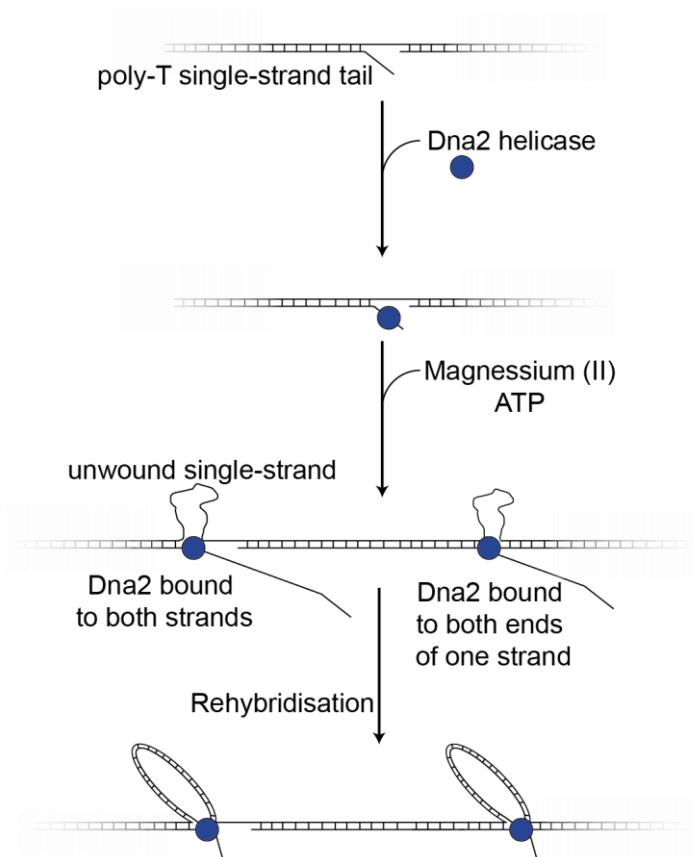 poly-T single-strand tail
Dna2 helicase
Magnessium (II)
ATP
unwound single-strand
Dna2 bound
to both strands
Dna2 bound
to both ends
of one strand
Rehybridisation